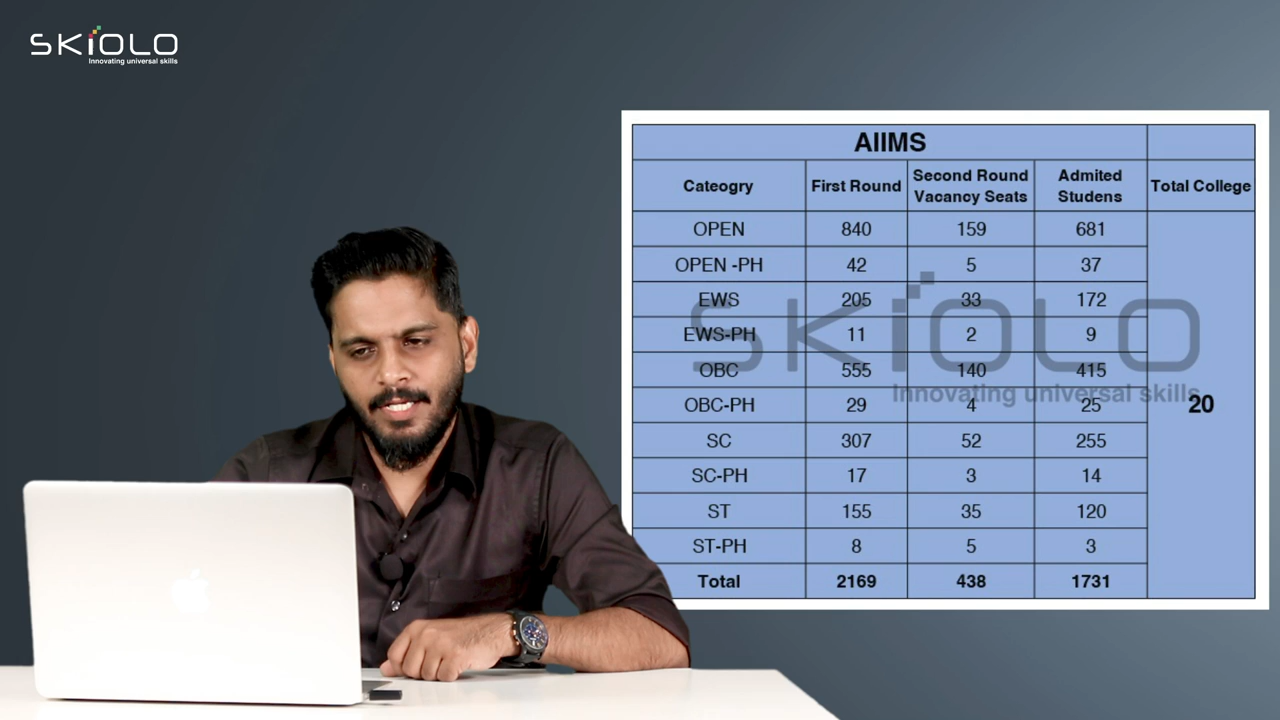 SKiOLO
Innovating universal skills
AIIMS
Cateogry First Round Second Round Vacancy Seats Admited Studens Total College
OPEN 840 159 681
OPEN -PH 42 5 37
EWS 205 33 172
EWS-PH 11 2 9
OBC 555 140 415
OBC-PH 29 4 25
20
SC 307 52 255
SC-PH 17 3 14
ST 155 35 120
ST-PH 8 5 3
Total 2169 438 1731
SKiOLO
Innovating universal skills